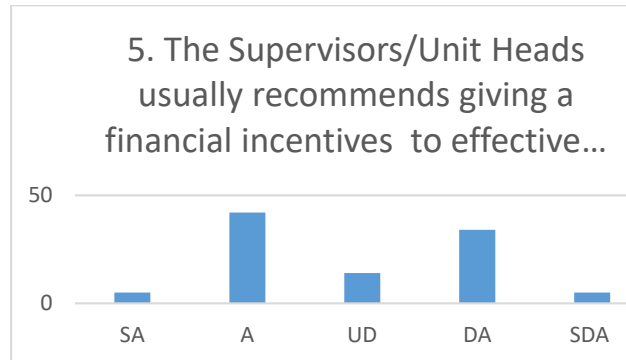 5. The Supervisors/Unit Heads
usually recommends giving a
financial incentives to effective...
50
0
SA A UD DA SDA